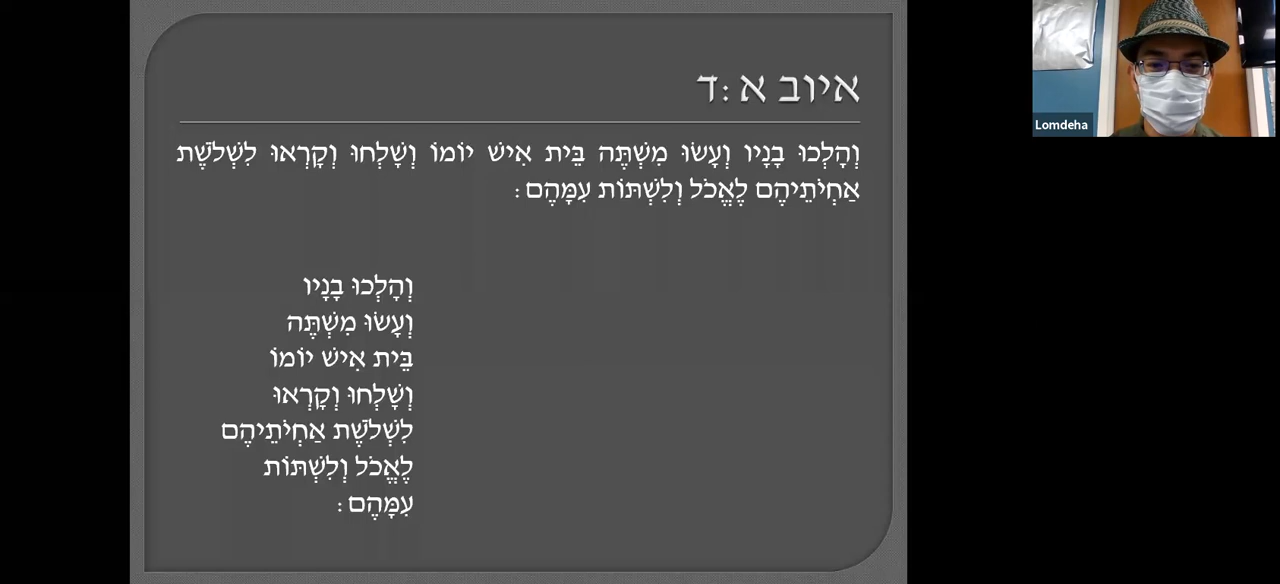 איוב א :ד
וְהָלְכוּ בָנָיו וְעָשׂוּ מִשְׁתֶּה בֵּית אִישׁ יוֹמוֹ וְשָׁלְחוּ וְקָרְאוּ לִשְׁלֹשֶׁת
אַחְיֹתֵיהֶם לֶאֱכֹל וְלִשְׁתּוֹת עִמָּהֶם :
וְהָלְכוּ בָנָיו
וְעָשׂוּ מִשְׁתֶּה
בֵּית אִישׁ יוֹמוֹ
וְשָׁלְחוּ וְקָרְאוּ
לִשְׁלֹשֶׁת אַחְיֹתֵיהֶם
לֶאֱכֹל וְלִשְׁתּוֹת
עִמָּהֶם :
Lomdeha